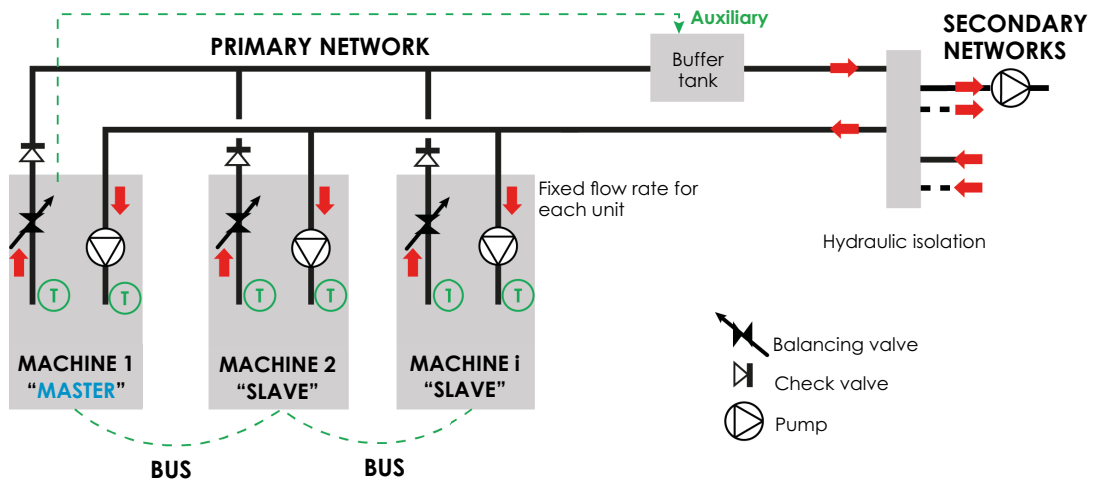 Auxiliary
SECONDARY
NETWORKS
PRIMARY NETWORK
Buffer
tank
Fixed flow rate for
each unit
Hydraulic isolation
T
T
T
T
1
T
MACHINE 1
“MASTER”
MACHINE 2
“SLAVE”
MACHINE i
“SLAVE”
Balancing valve
Check valve
Pump
BUS
BUS